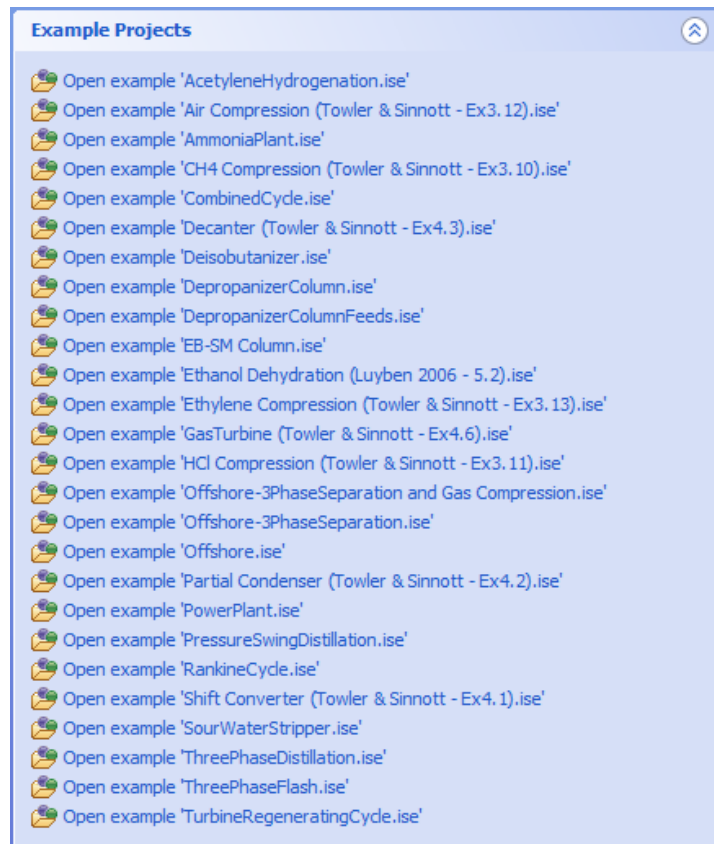 Example Projects
Open example 'AcetyleneHydrogenation.ise'
Open example 'Air Compression (Towler & Sinnott - Ex3.12).ise'
Open example 'AmmoniaPlant.ise'
Open example 'CH4 Compression (Towler & Sinnott - Ex3.10).ise'
Open example 'CombinedCycle.ise'
Open example 'Decanter (Towler & Sinnott - Ex4.3).ise'
Open example 'Deisobutanizer.ise'
Open example 'DepropanizerColumn.ise'
Open example 'DepropanizerColumnFeeds.ise'
Open example 'EB-SM Column.ise'
Open example 'Ethanol Dehydration (Luyben 2006 - 5.2).ise'
Open example 'Ethylene Compression (Towler & Sinnott - Ex3.13).ise'
Open example 'GasTurbine (Towler & Sinnott - Ex4.6).ise'
Open example 'HCl Compression (Towler & Sinnott - Ex3.11).ise'
Open example 'Offshore-3PhaseSeparation and Gas Compression.ise'
Open example 'Offshore-3PhaseSeparation.ise'
Open example 'Offshore.ise'
Open example 'Partial Condenser (Towler & Sinnott - Ex4.2).ise'
Open example 'PowerPlant.ise'
Open example 'PressureSwingDistillation.ise'
Open example 'RankineCycle.ise'
Open example 'Shift Converter (Towler & Sinnott - Ex4.1).ise'
Open example 'SourWaterStripper.ise'
Open example 'ThreePhaseDistillation.ise'
Open example 'ThreePhaseFlash.ise'
Open example 'TurbineRegeneratingCycle.ise'